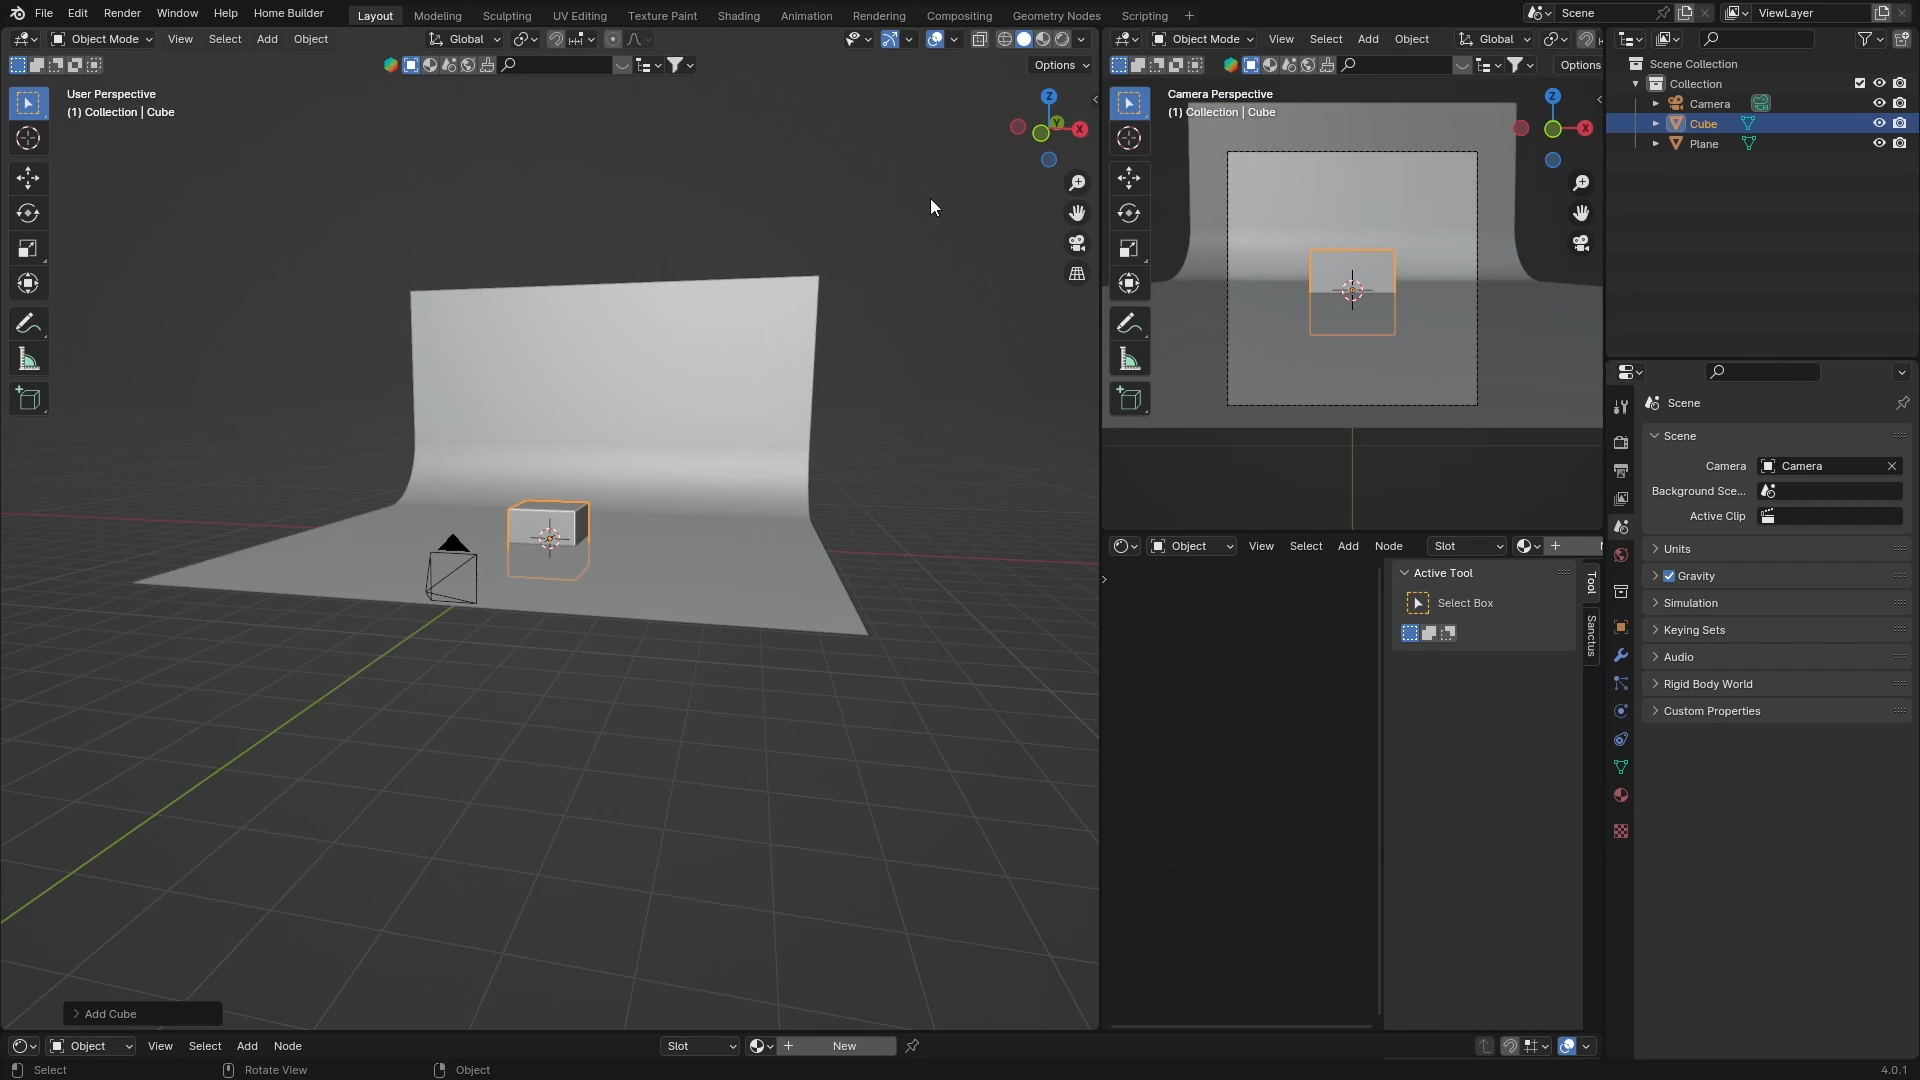 File Edit Render Window Help Home Builder Layout Modeling Sculpting UV Editing Texture Paint Shading Animation Rendering Compositing Geometry Nodes Scripting + Scene ViewLayer
Object Mode View Select Add Object Global
Options
User Perspective
(1) Collection | Cube
Z
Y
X
Add Cube
Object Mode View Select Add Object Global
Options
Camera Perspective
(1) Collection | Cube
Z
X
Object View Select Add Node Slot
Active Tool
Select Box
Tool
Sanctus
Scene Collection
Collection
Camera
Cube
Plane
Scene
Scene
Camera Camera
Background Sce...
Active Clip
Units
Gravity
Simulation
Keying Sets
Audio
Rigid Body World
Custom Properties
Object View Select Add Node Slot New
Select Rotate View Object 4.0.1